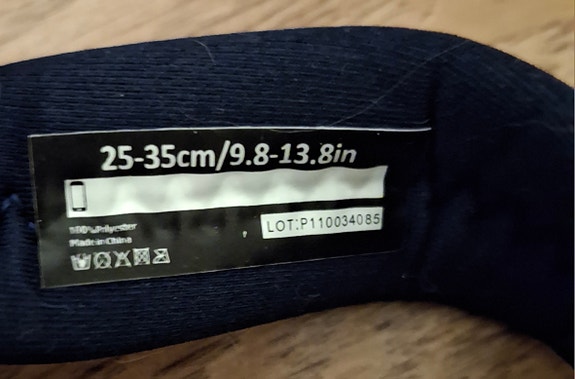 25-35cm/9.8-13.8in
LOT:P110034085
100%Polyester
Made in China